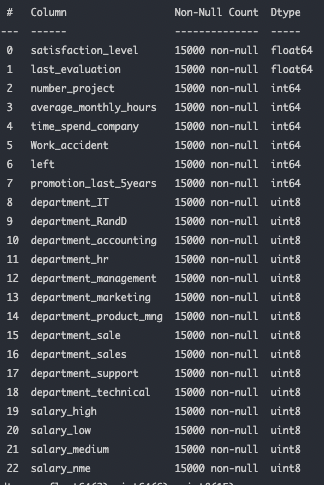 #   Column                  Non-Null Count  Dtype
---  ------                  --------------  -----
0   satisfaction_level      15000 non-null  float64
1   last_evaluation         15000 non-null  float64
2   number_project          15000 non-null  int64
3   average_monthly_hours   15000 non-null  int64
4   time_spend_company      15000 non-null  int64
5   Work_accident           15000 non-null  int64
6   left                    15000 non-null  int64
7   promotion_last_5years   15000 non-null  int64
8   department_IT           15000 non-null  uint8
9   department_RandD        15000 non-null  uint8
10  department_accounting   15000 non-null  uint8
11  department_hr           15000 non-null  uint8
12  department_management   15000 non-null  uint8
13  department_marketing    15000 non-null  uint8
14  department_product_mng  15000 non-null  uint8
15  department_sale         15000 non-null  uint8
16  department_sales        15000 non-null  uint8
17  department_support      15000 non-null  uint8
18  department_technical    15000 non-null  uint8
19  salary_high             15000 non-null  uint8
20  salary_low              15000 non-null  uint8
21  salary_medium           15000 non-null  uint8
22  salary_nme              15000 non-null  uint8